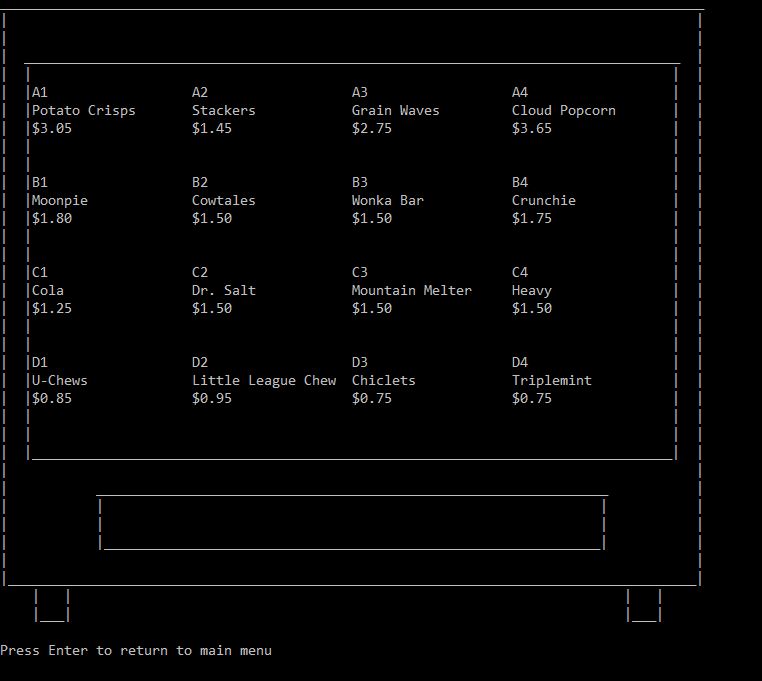 A1 A2 A3 A4
Potato Crisps Stackers Grain Waves Cloud Popcorn
$3.05 $1.45 $2.75 $3.65
B1 B2 B3 B4
Moonpie Cowtales Wonka Bar Crunchie
$1.80 $1.50 $1.50 $1.75
C1 C2 C3 C4
Cola Dr. Salt Mountain Melter Heavy
$1.25 $1.50 $1.50 $1.50
D1 D2 D3 D4
U-Chews Little League Chew Chiclets Triplemint
$0.85 $0.95 $0.75 $0.75
Press Enter to return to main menu